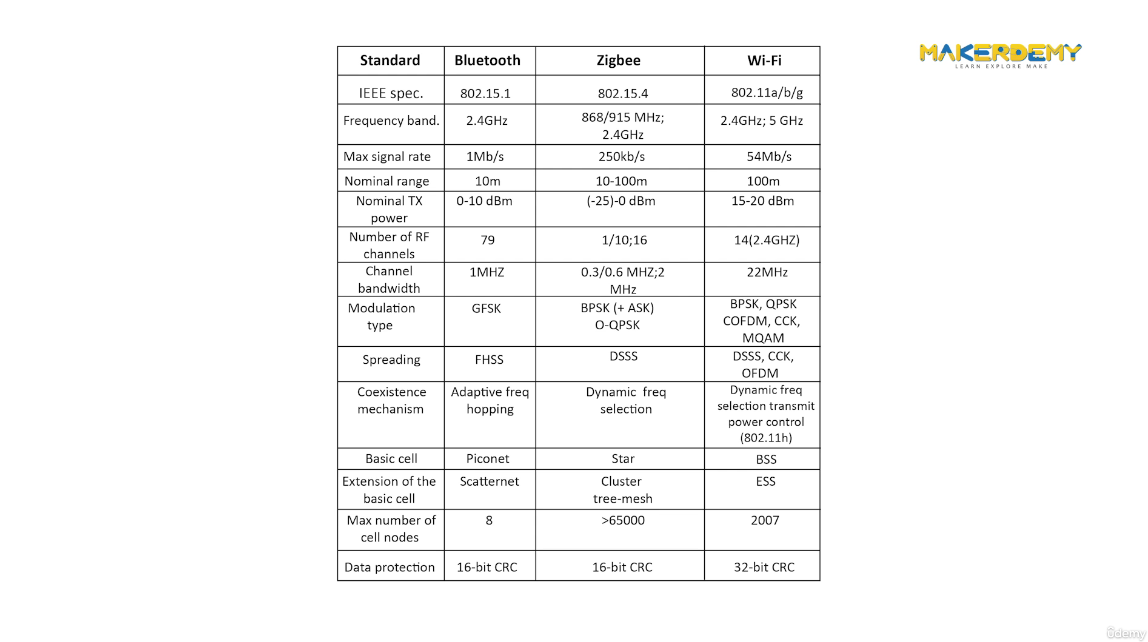 MAKERDEMY
LEARN EXPLORE MAKE
Standard Bluetooth Zigbee Wi-Fi
IEEE spec. 802.15.1 802.15.4 802.11a/b/g
Frequency band. 2.4GHz 868/915 MHz; 2.4GHz; 5 GHz
2.4GHz
Max signal rate 1Mb/s 250kb/s 54Mb/s
Nominal range 10m 10-100m 100m
Nominal TX 0-10 dBm (-25)-0 dBm 15-20 dBm
power
Number of RF 79 1/10;16 14(2.4GHZ)
channels
Channel 1MHZ 0.3/0.6 MHZ;2 22MHz
bandwidth MHz
Modulation GFSK BPSK (+ ASK) BPSK, QPSK
type O-QPSK COFDM, CCK,
MQAM
Spreading FHSS DSSS DSSS, CCK,
OFDM
Coexistence Adaptive freq Dynamic freq Dynamic freq
mechanism hopping selection selection transmit
power control
(802.11h)
Basic cell Piconet Star BSS
Extension of the Scatternet Cluster ESS
basic cell tree-mesh
Max number of 8 >65000 2007
cell nodes
Data protection 16-bit CRC 16-bit CRC 32-bit CRC
ûdemy